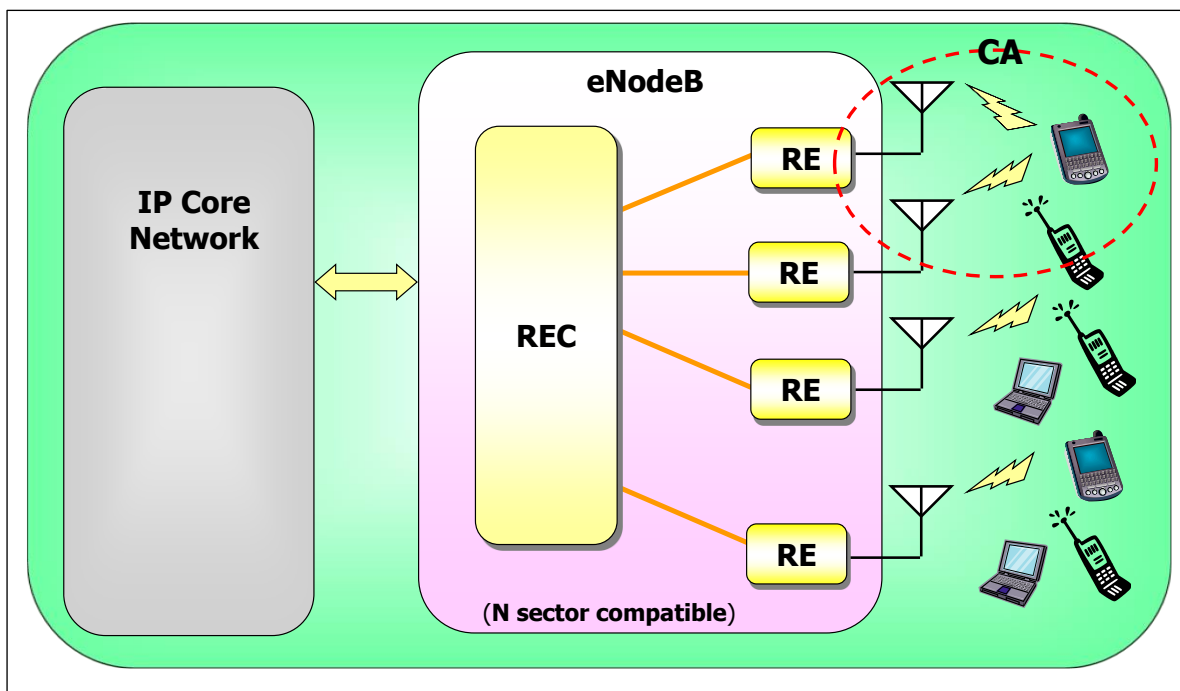 CA
eNodeB
RE
IP Core
Network
RE
REC
RE
RE
(N sector compatible)